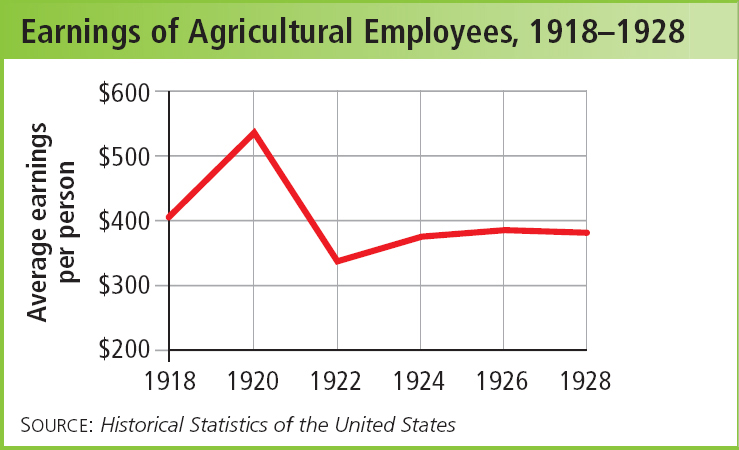 Earnings of Agricultural Employees, 1918–1928
Average earnings
per person
$600
$500
$400
$300
$200
1918 1920 1922 1924 1926 1928
SOURCE: Historical Statistics of the United States